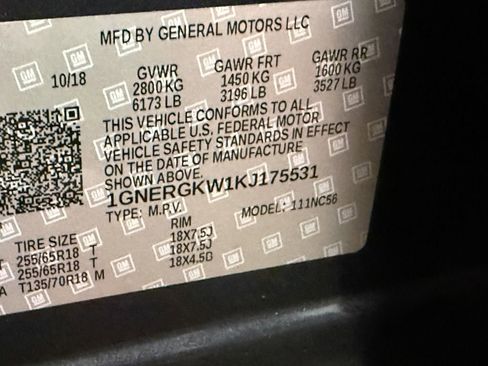 MFD BY GENERAL MOTORS LLC
10/18 GVWR GAWR FRT GAWR RR
2800 KG 1450 KG 1600 KG
6173 LB 3196 LB 3527 LB
THIS VEHICLE CONFORMS TO ALL
APPLICABLE U.S. FEDERAL MOTOR
VEHICLE SAFETY STANDARDS IN EFFECT
ON THE DATE OF MANUFACTURE
SHOWN ABOVE.
1GNERGKW1KJ175531
TYPE: M.P.V. MODEL: 111NC56
TIRE SIZE RIM
T 255/65R18 T 18X7.5J
255/65R18 T 18X7.5J
A T135/70R18 M 18X4.5D